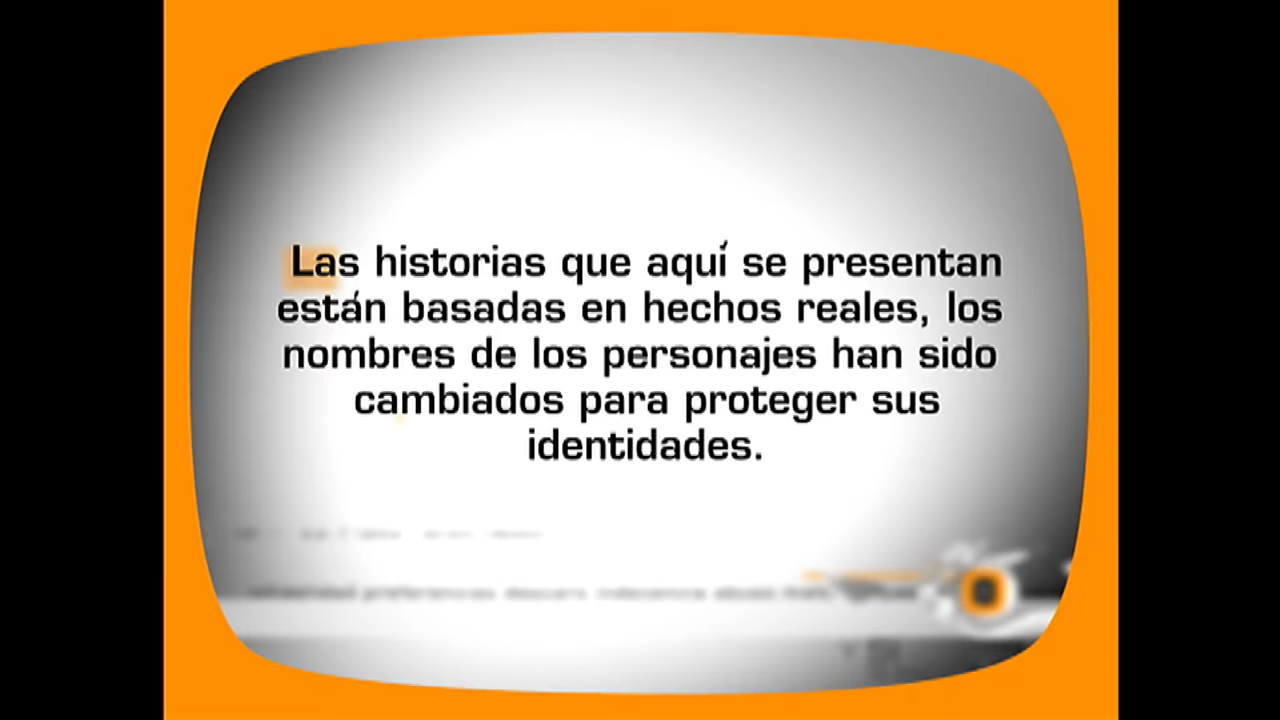 Las historias que aquí se presentan
están basadas en hechos reales, los
nombres de los personajes han sido
cambiados para proteger sus
identidades.